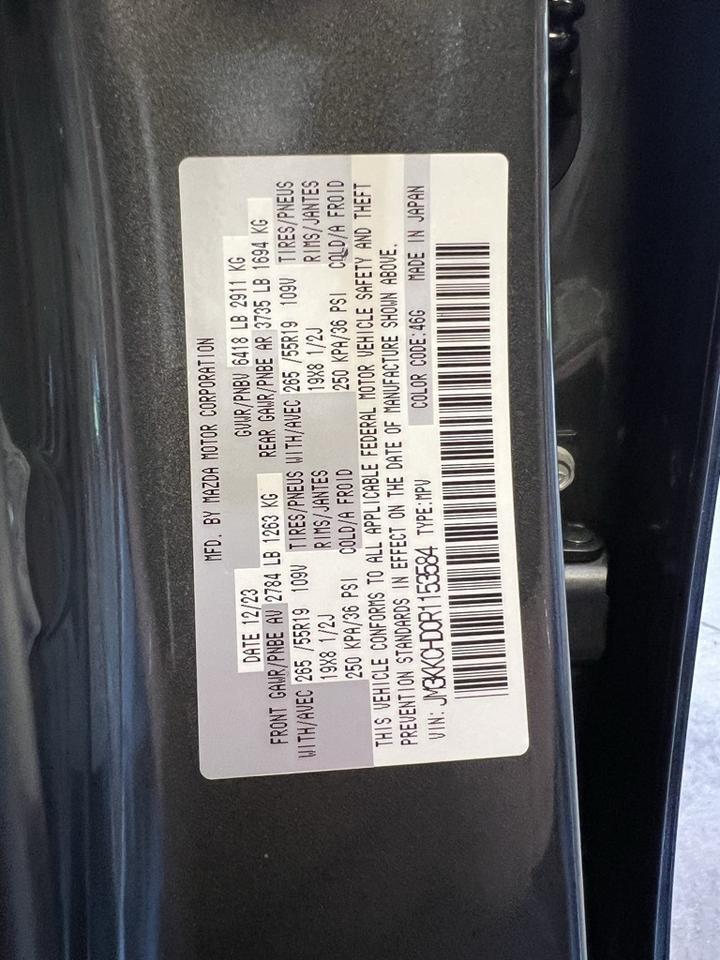 MFD. BY MAZDA MOTOR CORPORATION
DATE 12/23 GVWR/PNBV 6418 LB 2911 KG
FRONT GAWR/PNBE AV 2784 LB 1263 KG REAR GAWR/PNBE AR 3735 LB 1694 KG
WITH/AVEC 265 /55R19 109V TIRES/PNEUS WITH/AVEC 265 /55R19 109V TIRES/PNEUS
19X8 1/2J RIMS/JANTES 19X8 1/2J RIMS/JANTES
250 KPA/36 PSI COLD/A FROID 250 KPA/36 PSI COLD/A FROID
THIS VEHICLE CONFORMS TO ALL APPLICABLE FEDERAL MOTOR VEHICLE SAFETY AND THEFT
PREVENTION STANDARDS IN EFFECT ON THE DATE OF MANUFACTURE SHOWN ABOVE.
VIN: JM3KKCHD0R1153584 TYPE:MPV COLOR CODE:46G MADE IN JAPAN